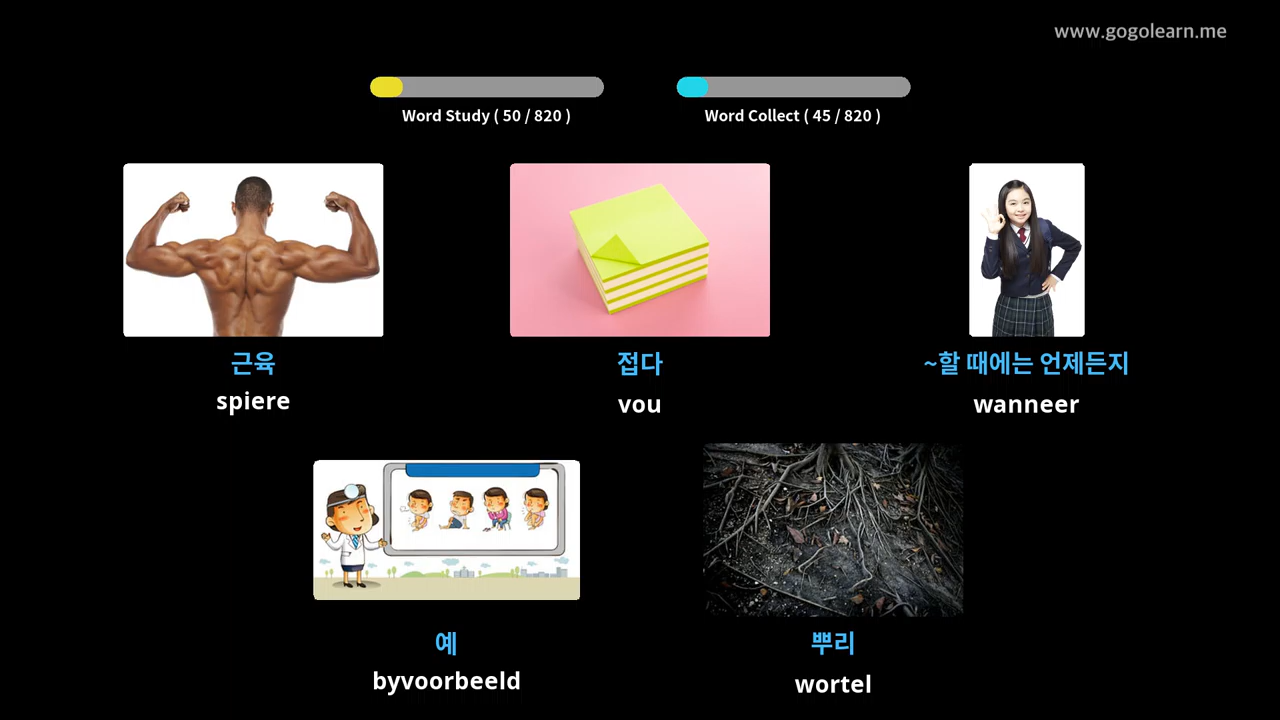 www.gogolearn.me
Word Study ( 50 / 820 )
Word Collect ( 45 / 820 )
근육
spiere
접다
vou
~할 때에는 언제든지
wanneer
예
byvoorbeeld
뿌리
wortel